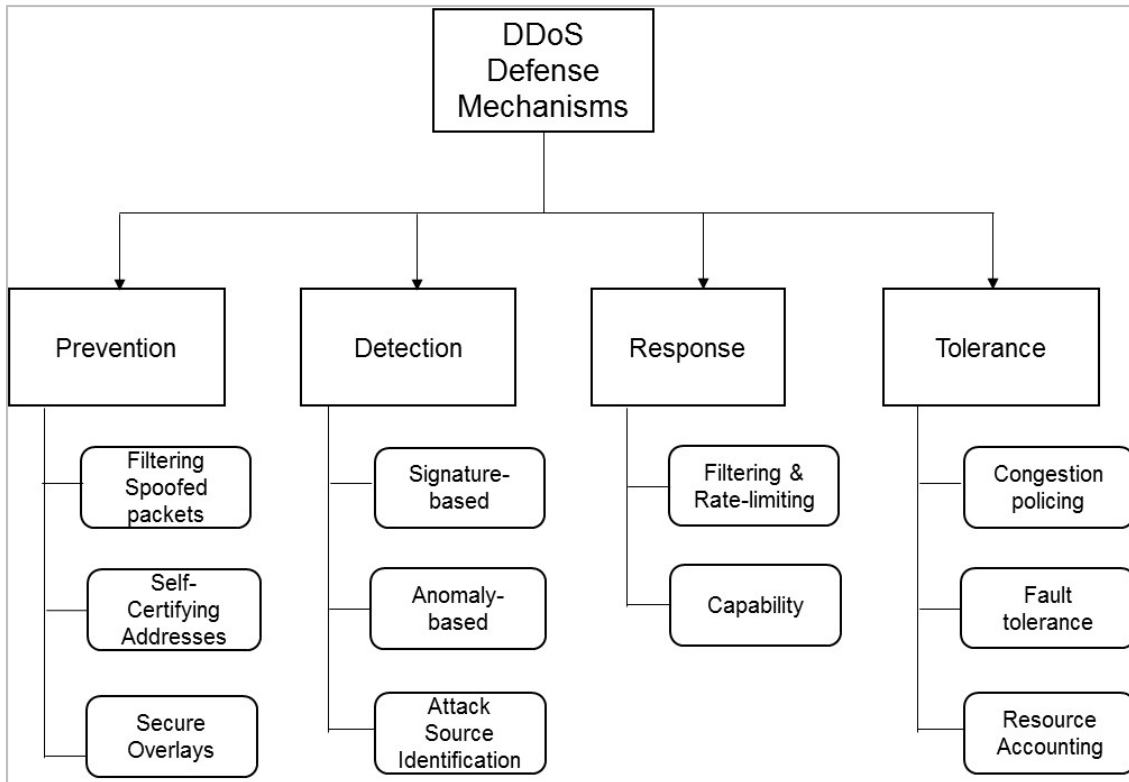 DDoS
Defense
Mechanisms
Prevention
Detection
Response
Tolerance
Filtering
Spoofed
packets
Self-
Certifying
Addresses
Secure
Overlays
Signature-
based
Anomaly-
based
Attack
Source
Identification
Filtering &
Rate-limiting
Capability
Congestion
policing
Fault
tolerance
Resource
Accounting